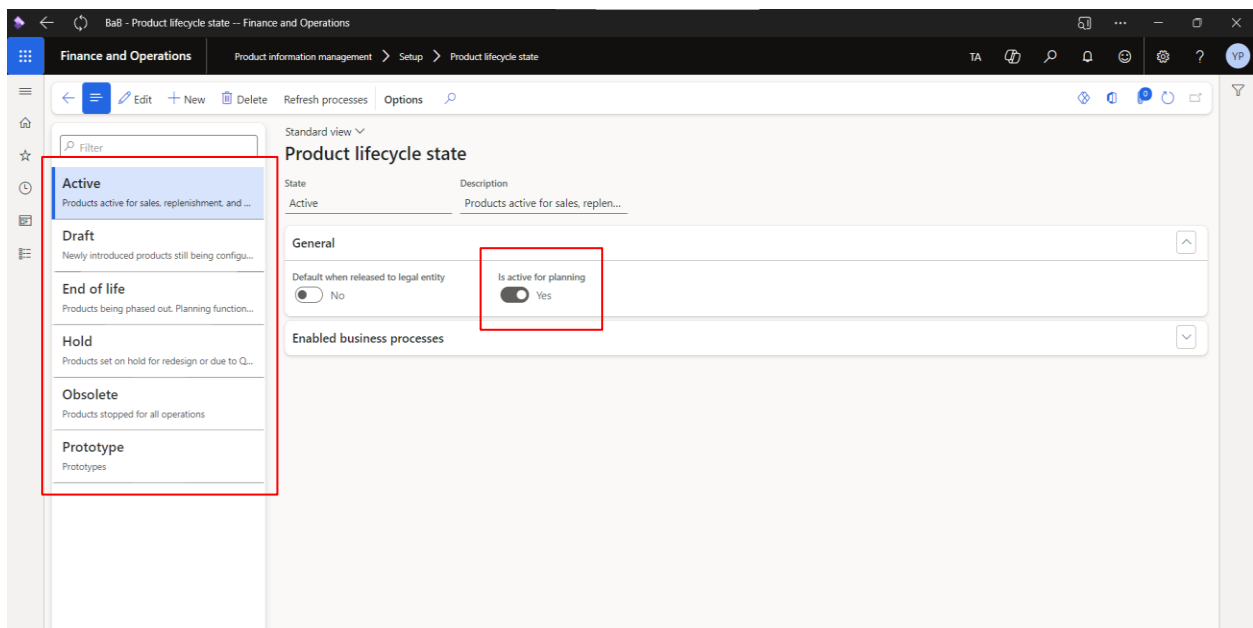 BaB - Product lifecycle state -- Finance and Operations
Finance and Operations
Product information management > Setup > Product lifecycle state
TA
?
YP
Edit
New
Delete
Refresh processes
Options
0
Filter
Active
Products active for sales, replenishment, and ...
Draft
Newly introduced products still being configu...
End of life
Products being phased out. Planning function...
Hold
Products set on hold for redesign or due to Q...
Obsolete
Products stopped for all operations
Prototype
Prototypes
Standard view
Product lifecycle state
State
Description
Active
Products active for sales, replen...
General
Default when released to legal entity
Is active for planning
No
Yes
Enabled business processes